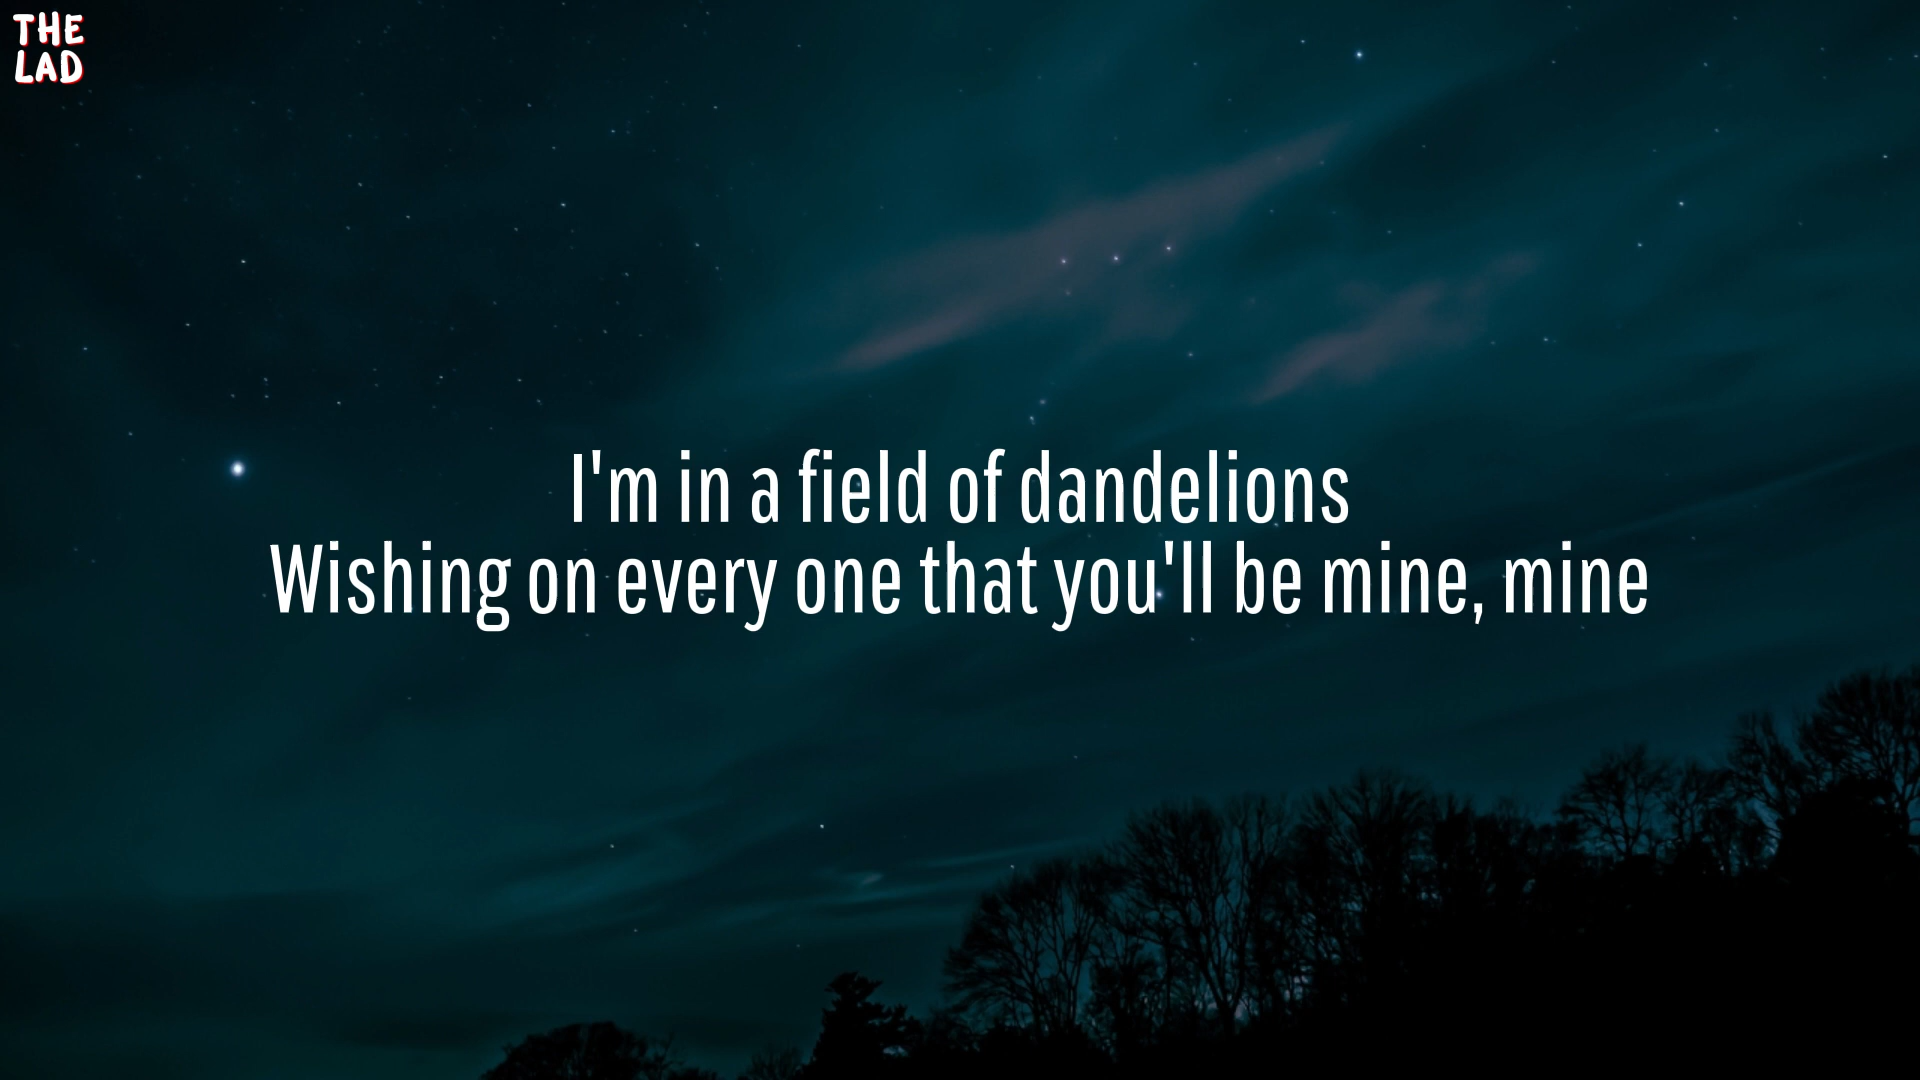 THE
LAD
I'm in a field of dandelions
Wishing on every one that you'll be mine, mine